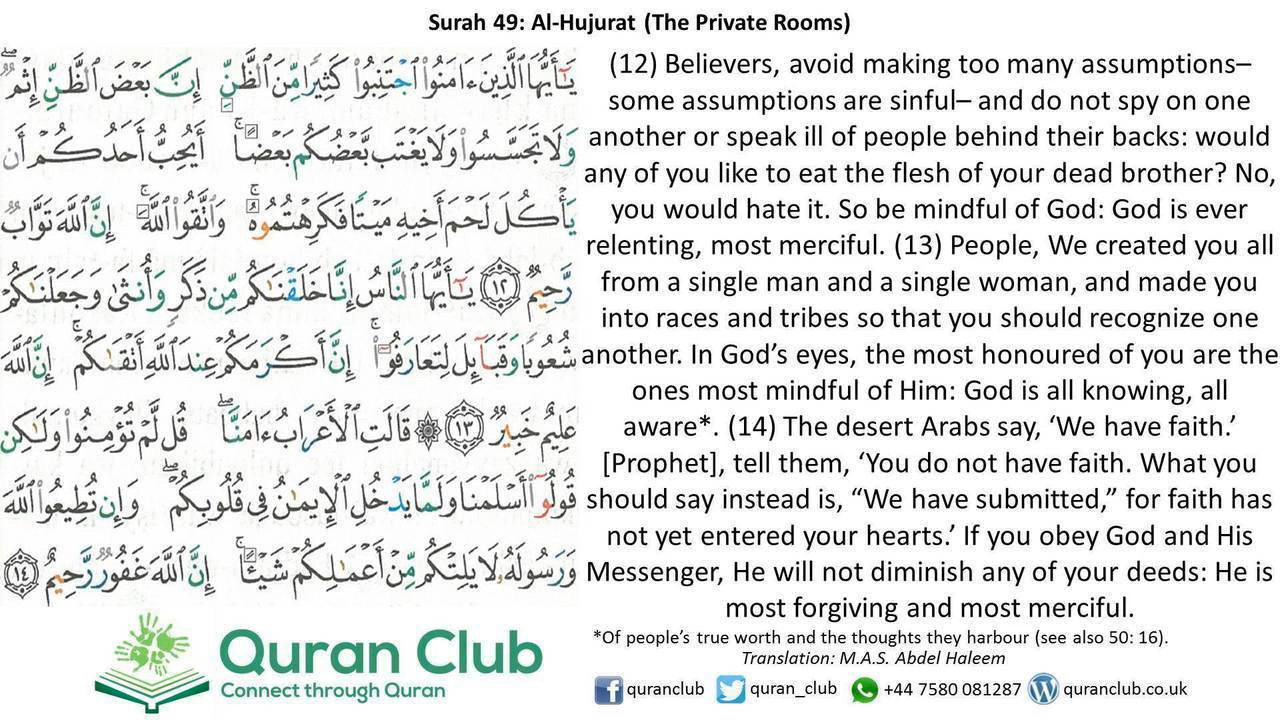 Surah 49: Al-Hujurat (The Private Rooms)
يَـٰٓأَيُّهَا ٱلَّذِينَ ءَامَنُوا۟ ٱجْتَنِبُوا۟ كَثِيرًا مِّنَ ٱلظَّنِّ إِنَّ بَعْضَ ٱلظَّنِّ إِثْمٌ ۖ
وَلَا تَجَسَّسُوا۟ وَلَا يَغْتَب بَّعْضُكُم بَعْضًا ۚ أَيُحِبُّ أَحَدُكُمْ أَن
يَأْكُلَ لَحْمَ أَخِيهِ مَيْتًا فَكَرِهْتُمُوهُ ۚ وَٱتَّقُوا۟ ٱللَّهَ ۚ إِنَّ ٱللَّهَ تَوَّابٌ
رَّحِيمٌ ١٢ يَـٰٓأَيُّهَا ٱلنَّاسُ إِنَّا خَلَقْنَـٰكُم مِّن ذَكَرٍ وَأُنثَىٰ وَجَعَلْنَـٰكُمْ
شُعُوبًا وَقَبَآئِلَ لِتَعَارَفُوٓا۟ ۚ إِنَّ أَكْرَمَكُمْ عِندَ ٱللَّهِ أَتْقَىٰكُمْ ۚ إِنَّ ٱللَّهَ
عَلِيمٌ خَبِيرٌ ١٣ ۞ قَالَتِ ٱلْأَعْرَابُ ءَامَنَّا ۖ قُل لَّمْ تُؤْمِنُوا۟ وَلَـٰكِن
قُولُوٓا۟ أَسْلَمْنَا وَلَمَّا يَدْخُلِ ٱلْإِيمَـٰنُ فِى قُلُوبِكُمْ ۖ وَإِن تُطِيعُوا۟ ٱللَّهَ
وَرَسُولَهُۥ لَا يَلِتْكُم مِّنْ أَعْمَـٰلِكُمْ شَيْـًٔا ۚ إِنَّ ٱللَّهَ غَفُورٌ رَّحِيمٌ ١٤
(12) Believers, avoid making too many assumptions–
some assumptions are sinful– and do not spy on one
another or speak ill of people behind their backs: would
any of you like to eat the flesh of your dead brother? No,
you would hate it. So be mindful of God: God is ever
relenting, most merciful. (13) People, We created you all
from a single man and a single woman, and made you
into races and tribes so that you should recognize one
another. In God’s eyes, the most honoured of you are the
ones most mindful of Him: God is all knowing, all
aware*. (14) The desert Arabs say, ‘We have faith.’
[Prophet], tell them, ‘You do not have faith. What you
should say instead is, “We have submitted,” for faith has
not yet entered your hearts.’ If you obey God and His
Messenger, He will not diminish any of your deeds: He is
most forgiving and most merciful.
*Of people’s true worth and the thoughts they harbour (see also 50: 16).
Translation: M.A.S. Abdel Haleem
Quran Club
Connect through Quran
quranclub quran_club +44 7580 081287 quranclub.co.uk